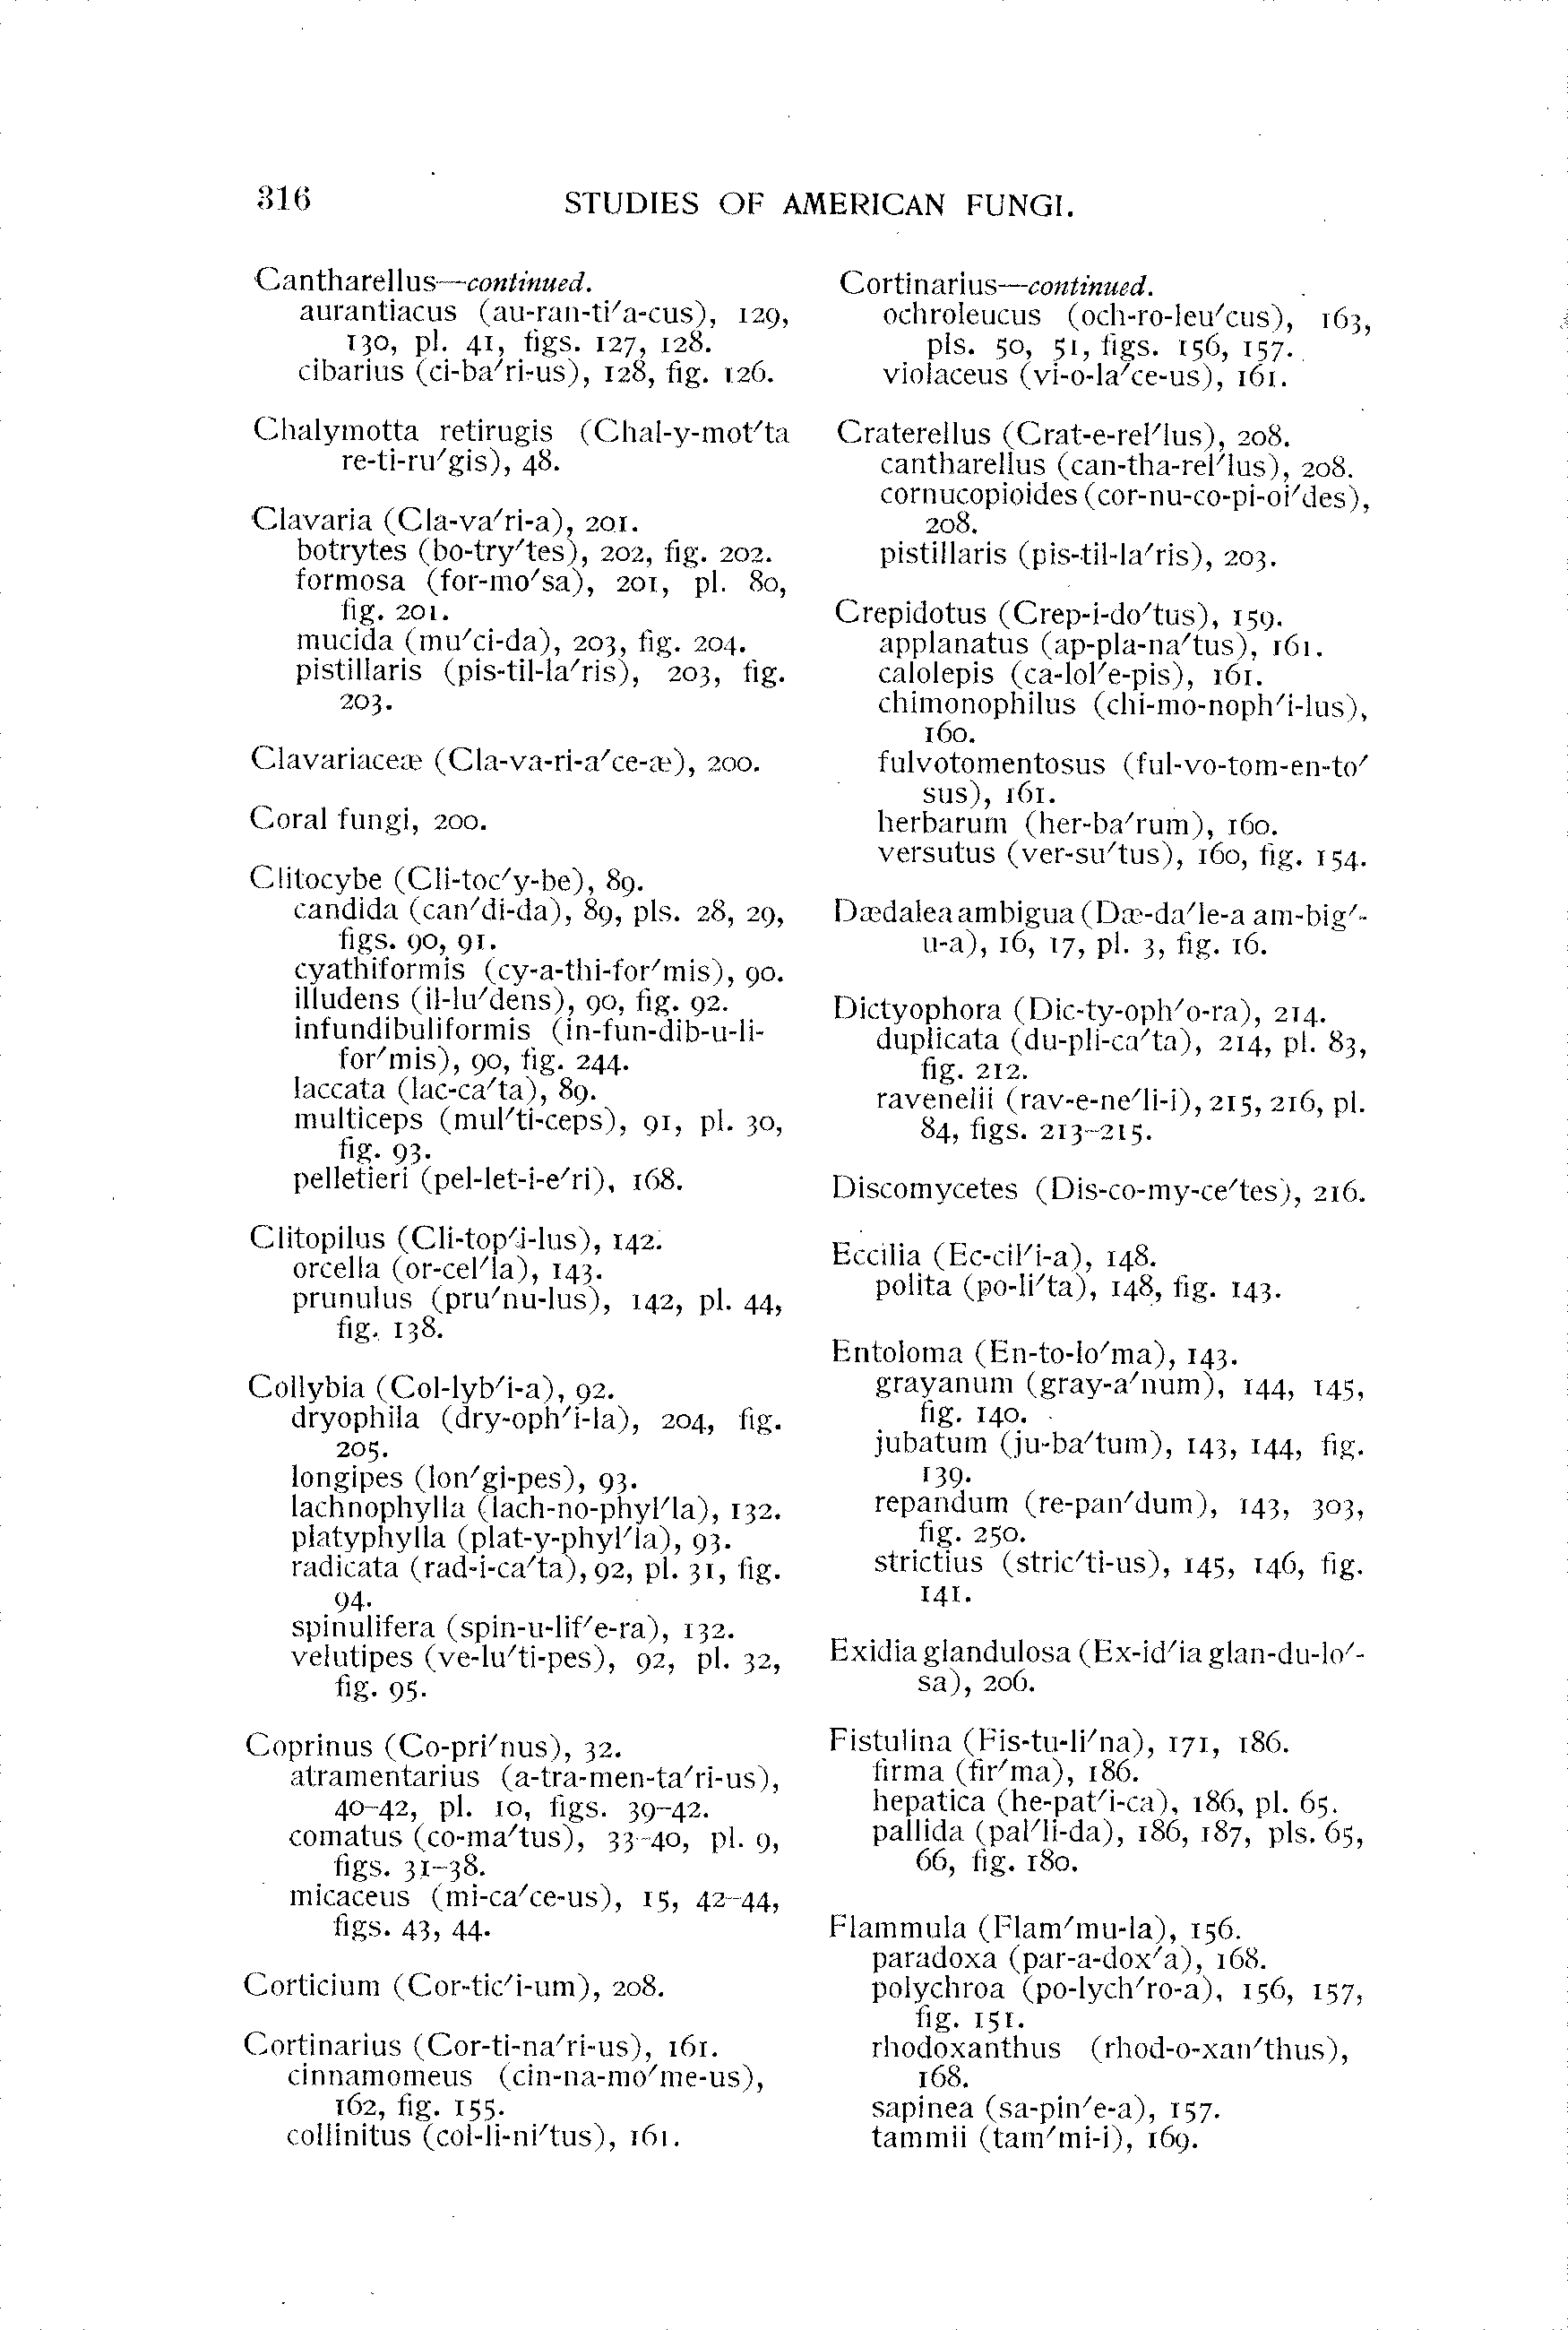 316 STUDIES OF AMERICAN FUNGI.
Cantharellus—continued.
aurantiacus (au-ran-ti′a-cus), 129,
130, pl. 41, figs. 127, 128.
cibarius (ci-ba′ri-us), 128, fig. 126.
Chalymotta retirugis (Chal-y-mot′ta
re-ti-ru′gis), 48.
Clavaria (Cla-va′ri-a), 201.
botrytes (bo-try′tes), 202, fig. 202.
formosa (for-mo′sa), 201, pl. 80,
fig. 201.
mucida (mu′ci-da), 203, fig. 204.
pistillaris (pis-til-la′ris), 203, fig.
203.
Clavariaceæ (Cla-va-ri-a′ce-æ), 200.
Coral fungi, 200.
Clitocybe (Cli-toc′y-be), 89.
candida (can′di-da), 89, pls. 28, 29,
figs. 90, 91.
cyathiformis (cy-a-thi-for′mis), 90.
illudens (il-lu′dens), 90, fig. 92.
infundibuliformis (in-fun-dib-u-li-
for′mis), 90, fig. 244.
laccata (lac-ca′ta), 89.
multiceps (mul′ti-ceps), 91, pl. 30,
fig. 93.
pelletieri (pel-let-i-e′ri), 168.
Clitopilus (Cli-top′i-lus), 142.
orcella (or-cel′la), 143.
prunulus (pru′nu-lus), 142, pl. 44,
fig. 138.
Collybia (Col-lyb′i-a), 92.
dryophila (dry-oph′i-la), 204, fig.
205.
longipes (lon′gi-pes), 93.
lachnophylla (lach-no-phyl′la), 132.
platyphylla (plat-y-phyl′la), 93.
radicata (rad-i-ca′ta), 92, pl. 31, fig.
94.
spinulifera (spin-u-lif′e-ra), 132.
velutipes (ve-lu′ti-pes), 92, pl. 32,
fig. 95.
Coprinus (Co-pri′nus), 32.
atramentarius (a-tra-men-ta′ri-us),
40–42, pl. 10, figs. 39–42.
comatus (co-ma′tus), 33–40, pl. 9,
figs. 31–38.
micaceus (mi-ca′ce-us), 15, 42–44,
figs. 43, 44.
Corticium (Cor-tic′i-um), 208.
Cortinarius (Cor-ti-na′ri-us), 161.
cinnamomeus (cin-na-mo′me-us),
162, fig. 155.
collinitus (col-li-ni′tus), 161.
Cortinarius—continued.
ochroleucus (och-ro-leu′cus), 163,
pls. 50, 51, figs. 156, 157.
violaceus (vi-o-la′ce-us), 161.
Craterellus (Crat-e-rel′lus), 208.
cantharellus (can-tha-rel′lus), 208.
cornucopioides (cor-nu-co-pi-oi′des),
208.
pistillaris (pis-til-la′ris), 203.
Crepidotus (Crep-i-do′tus), 159.
applanatus (ap-pla-na′tus), 161.
calolepis (ca-lol′e-pis), 161.
chimonophilus (chi-mo-noph′i-lus),
160.
fulvotomentosus (ful-vo-tom-en-to′
sus), 161.
herbarum (her-ba′rum), 160.
versutus (ver-su′tus), 160, fig. 154.
Dædalea ambigua (Dæ-da′le-a am-big′-
u-a), 16, 17, pl. 3, fig. 16.
Dictyophora (Dic-ty-oph′o-ra), 214.
duplicata (du-pli-ca′ta), 214, pl. 83,
fig. 212.
ravenelii (rav-e-ne′li-i), 215, 216, pl.
84, figs. 213–215.
Discomycetes (Dis-co-my-ce′tes), 216.
Eccilia (Ec-cil′i-a), 148.
polita (po-li′ta), 148, fig. 143.
Entoloma (En-to-lo′ma), 143.
grayanum (gray-a′num), 144, 145,
fig. 140.
jubatum (ju-ba′tum), 143, 144, fig.
139.
repandum (re-pan′dum), 143, 303,
fig. 250.
strictius (stric′ti-us), 145, 146, fig.
141.
Exidia glandulosa (Ex-id′ia glan-du-lo′-
sa), 206.
Fistulina (Fis-tu-li′na), 171, 186.
firma (fir′ma), 186.
hepatica (he-pat′i-ca), 186, pl. 65.
pallida (pal′li-da), 186, 187, pls. 65,
66, fig. 180.
Flammula (Flam′mu-la), 156.
paradoxa (par-a-dox′a), 168.
polychroa (po-lych′ro-a), 156, 157,
fig. 151.
rhodoxanthus (rhod-o-xan′thus),
168.
sapinea (sa-pin′e-a), 157.
tammii (tam′mi-i), 169.